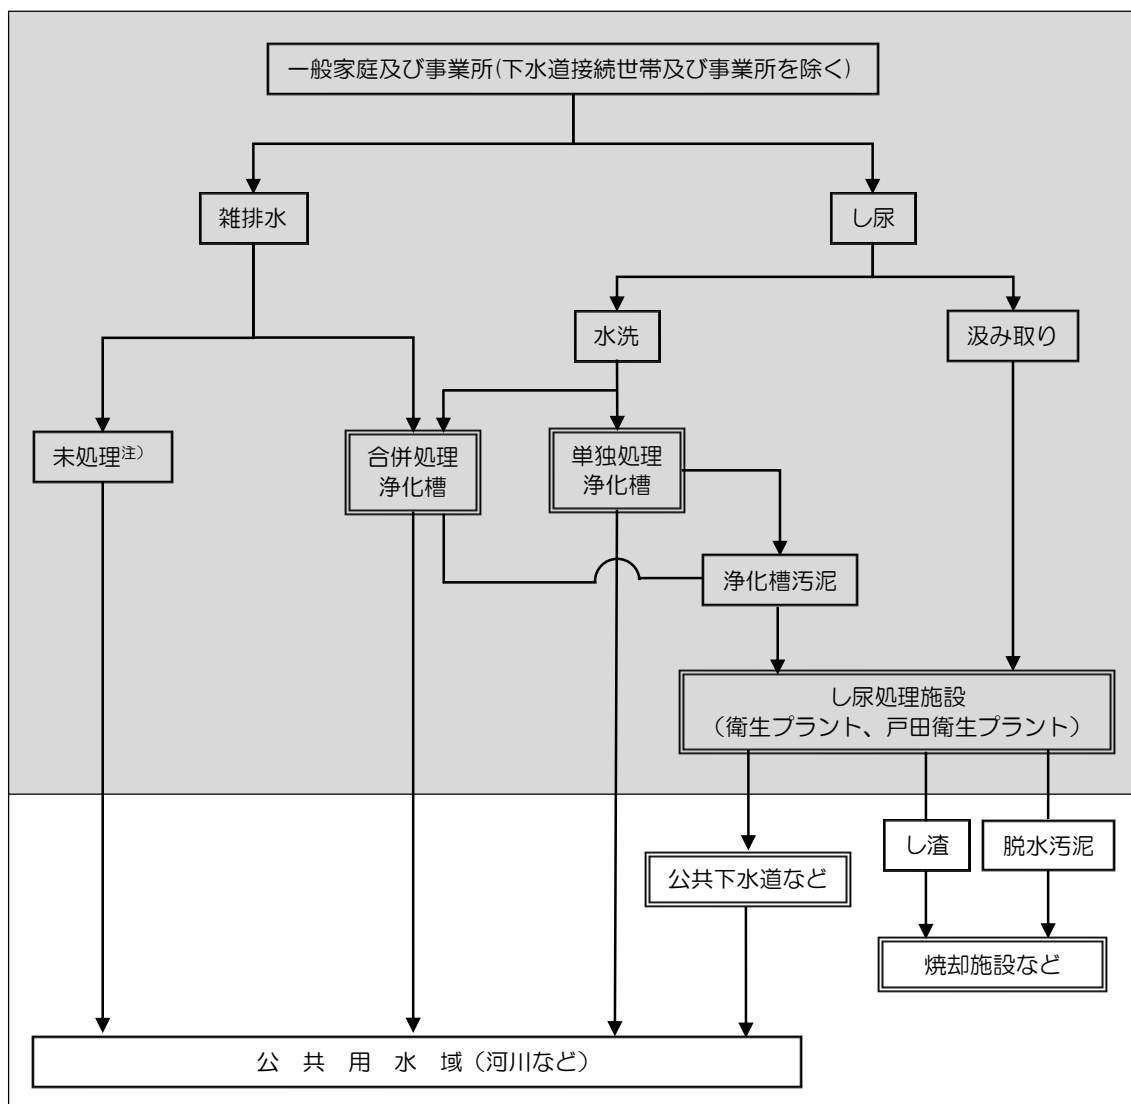 一般家庭及び事業所(下水道接続世帯及び事業所を除く)
雑排水
し尿
水洗
汲み取り
未処理注）
合併処理
浄化槽
単独処理
浄化槽
浄化槽汚泥
し尿処理施設
（衛生プラント、戸田衛生プラント）
し渣
脱水汚泥
公共下水道など
焼却施設など
公　共　用　水　域（河川など）